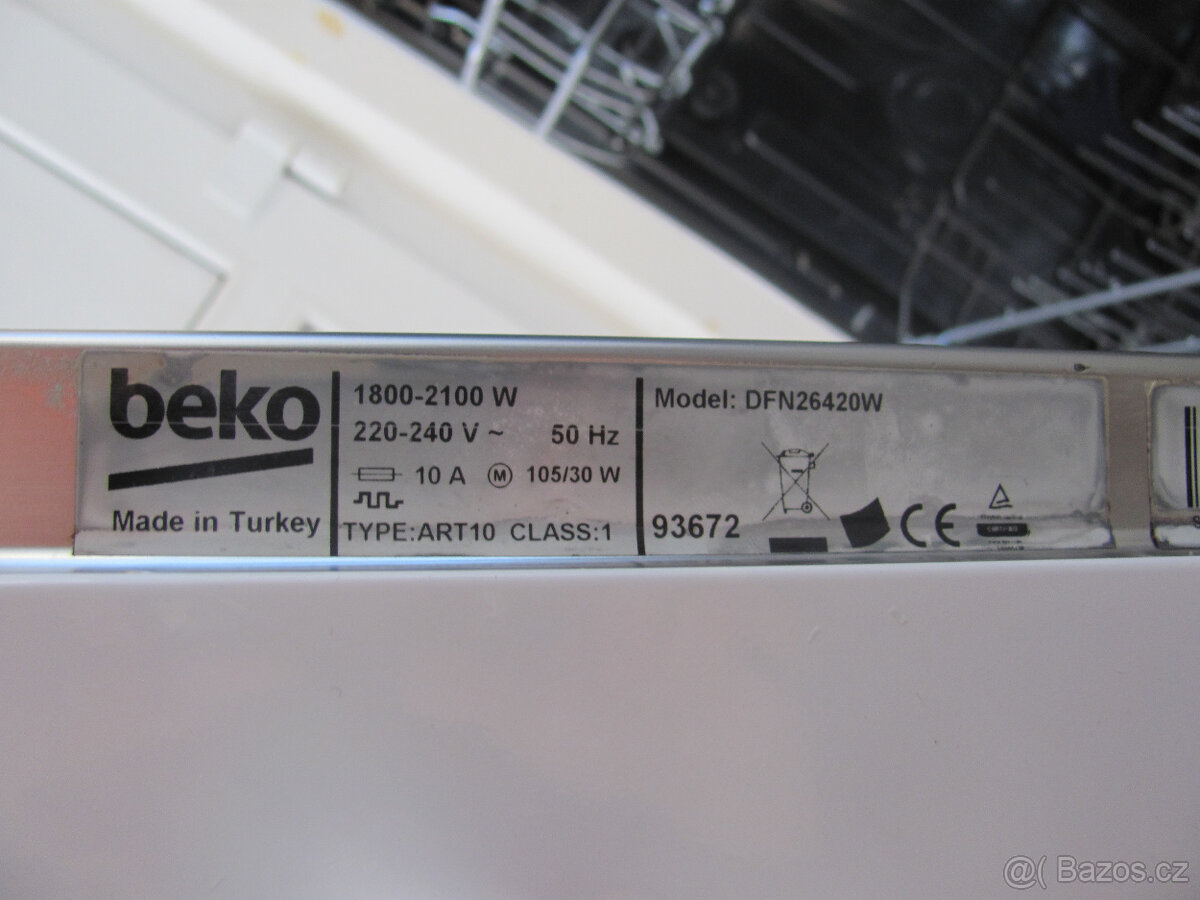 beko
Made in Turkey
1800-2100 W
220-240 V ~ 50 Hz
10 A M 105/30 W
TYPE:ART10 CLASS:1
Model: DFN26420W
93672
CE
@( Bazos.cz